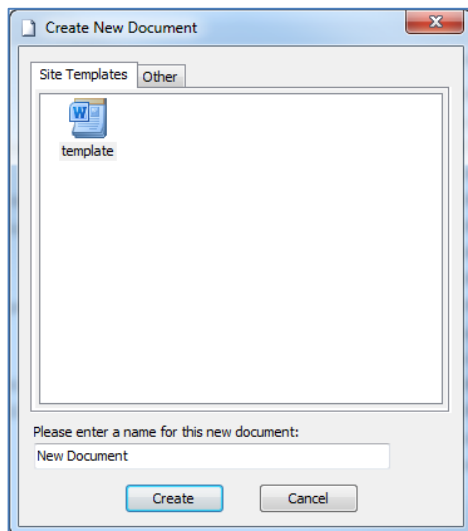 Create New Document
Site Templates Other
W
template
Please enter a name for this new document:
New Document
Create Cancel